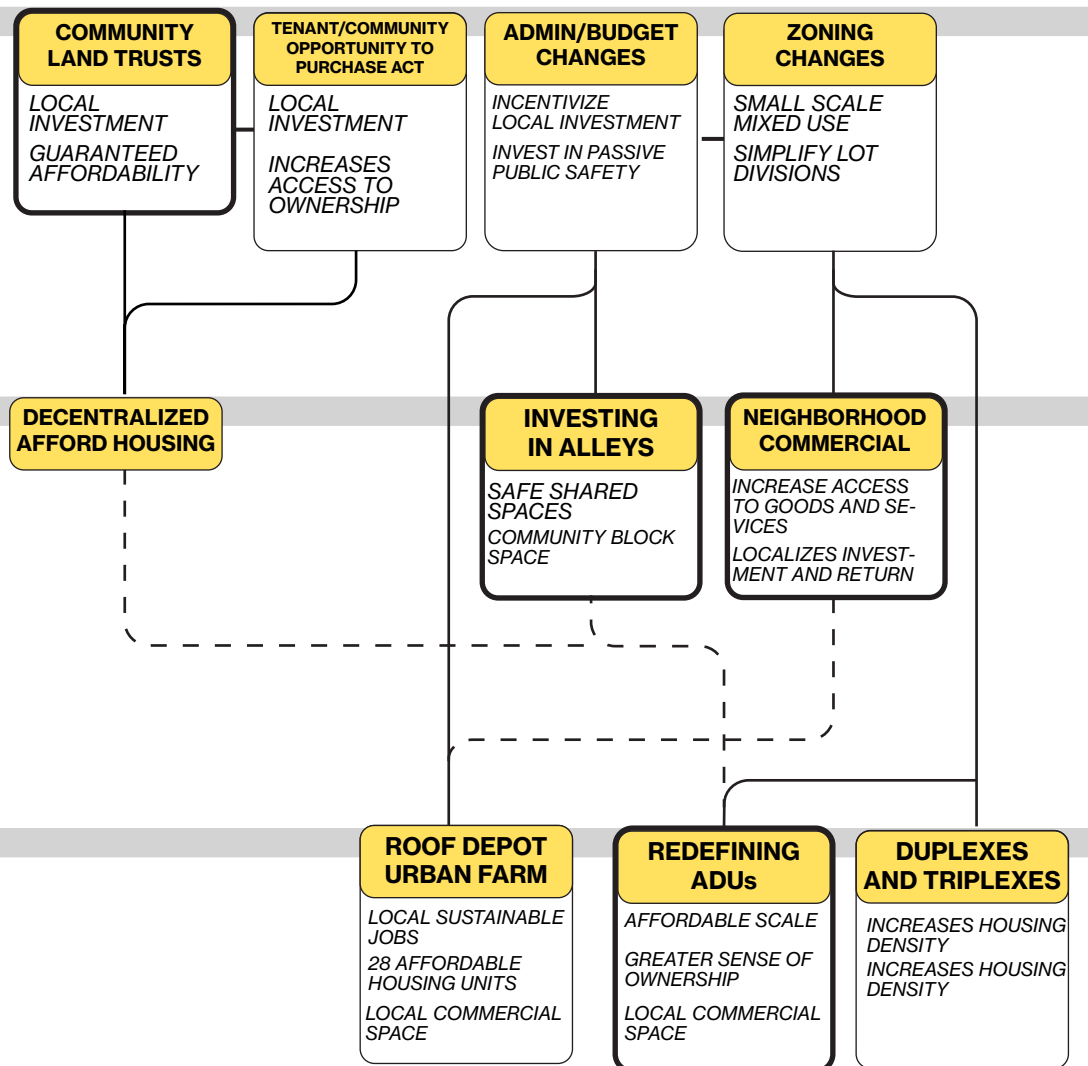 COMMUNITY
LAND TRUSTS
LOCAL
INVESTMENT
GUARANTEED
AFFORDABILITY
TENANT/COMMUNITY
OPPORTUNITY TO
PURCHASE ACT
LOCAL
INVESTMENT
INCREASES
ACCESS TO
OWNERSHIP
ADMIN/BUDGET
CHANGES
INCENTIVIZE
LOCAL INVESTMENT
INVEST IN PASSIVE
PUBLIC SAFETY
ZONING
CHANGES
SMALL SCALE
MIXED USE
SIMPLIFY LOT
DIVISIONS
DECENTRALIZED
AFFORD HOUSING
INVESTING
IN ALLEYS
SAFE SHARED
SPACES
COMMUNITY BLOCK
SPACE
NEIGHBORHOOD
COMMERCIAL
INCREASE ACCESS
TO GOODS AND SE-
VICES
LOCALIZES INVEST-
MENT AND RETURN
ROOF DEPOT
URBAN FARM
LOCAL SUSTAINABLE
JOBS
28 AFFORDABLE
HOUSING UNITS
LOCAL COMMERCIAL
SPACE
REDEFINING
ADUs
AFFORDABLE SCALE
GREATER SENSE OF
OWNERSHIP
LOCAL COMMERCIAL
SPACE
DUPLEXES
AND TRIPLEXES
INCREASES HOUSING
DENSITY
INCREASES HOUSING
DENSITY